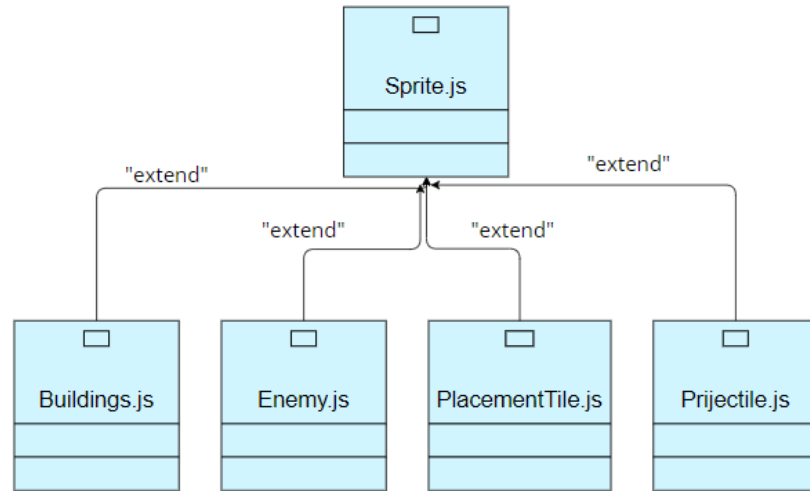 Sprite.js
"extend"
"extend"
"extend"
"extend"
Buildings.js
Enemy.js
PlacementTile.js
Prijectile.js